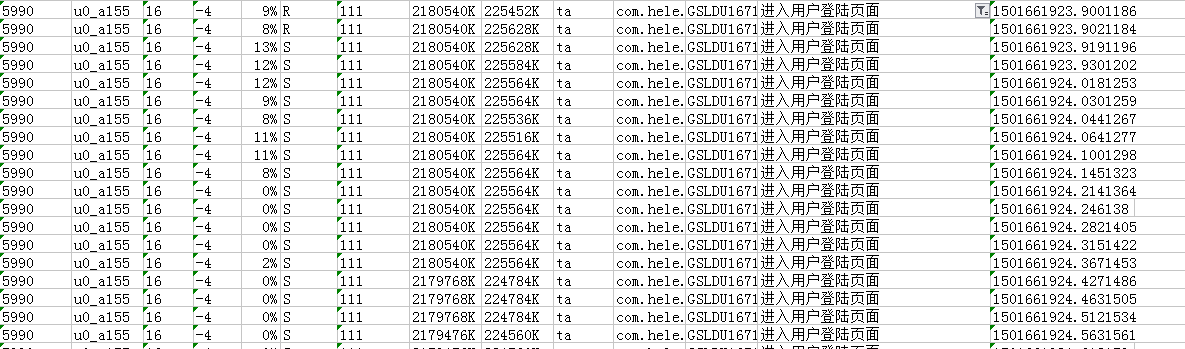 5990 u0_a155 16 -4 9% R 111 2180540K 225452K ta com.hele.GSLDU1671进入用户登陆页面 1501661923.9001186
5990 u0_a155 16 -4 8% R 111 2180540K 225628K ta com.hele.GSLDU1671进入用户登陆页面 1501661923.9021184
5990 u0_a155 16 -4 13% S 111 2180540K 225628K ta com.hele.GSLDU1671进入用户登陆页面 1501661923.9191196
5990 u0_a155 16 -4 12% S 111 2180540K 225584K ta com.hele.GSLDU1671进入用户登陆页面 1501661923.9301202
5990 u0_a155 16 -4 12% S 111 2180540K 225564K ta com.hele.GSLDU1671进入用户登陆页面 1501661924.0181253
5990 u0_a155 16 -4 9% S 111 2180540K 225564K ta com.hele.GSLDU1671进入用户登陆页面 1501661924.0301259
5990 u0_a155 16 -4 8% S 111 2180540K 225536K ta com.hele.GSLDU1671进入用户登陆页面 1501661924.0441267
5990 u0_a155 16 -4 11% S 111 2180540K 225516K ta com.hele.GSLDU1671进入用户登陆页面 1501661924.0641277
5990 u0_a155 16 -4 11% S 111 2180540K 225564K ta com.hele.GSLDU1671进入用户登陆页面 1501661924.1001298
5990 u0_a155 16 -4 8% S 111 2180540K 225564K ta com.hele.GSLDU1671进入用户登陆页面 1501661924.1451323
5990 u0_a155 16 -4 0% S 111 2180540K 225564K ta com.hele.GSLDU1671进入用户登陆页面 1501661924.2141364
5990 u0_a155 16 -4 0% S 111 2180540K 225564K ta com.hele.GSLDU1671进入用户登陆页面 1501661924.246138
5990 u0_a155 16 -4 0% S 111 2180540K 225564K ta com.hele.GSLDU1671进入用户登陆页面 1501661924.2821405
5990 u0_a155 16 -4 0% S 111 2180540K 225564K ta com.hele.GSLDU1671进入用户登陆页面 1501661924.3151422
5990 u0_a155 16 -4 2% S 111 2180540K 225564K ta com.hele.GSLDU1671进入用户登陆页面 1501661924.3671453
5990 u0_a155 16 -4 0% S 111 2179768K 224784K ta com.hele.GSLDU1671进入用户登陆页面 1501661924.4271486
5990 u0_a155 16 -4 0% S 111 2179768K 224784K ta com.hele.GSLDU1671进入用户登陆页面 1501661924.4631505
5990 u0_a155 16 -4 0% S 111 2179768K 224784K ta com.hele.GSLDU1671进入用户登陆页面 1501661924.5121534
5990 u0_a155 16 -4 0% S 111 2179476K 224560K ta com.hele.GSLDU1671进入用户登陆页面 1501661924.5631561